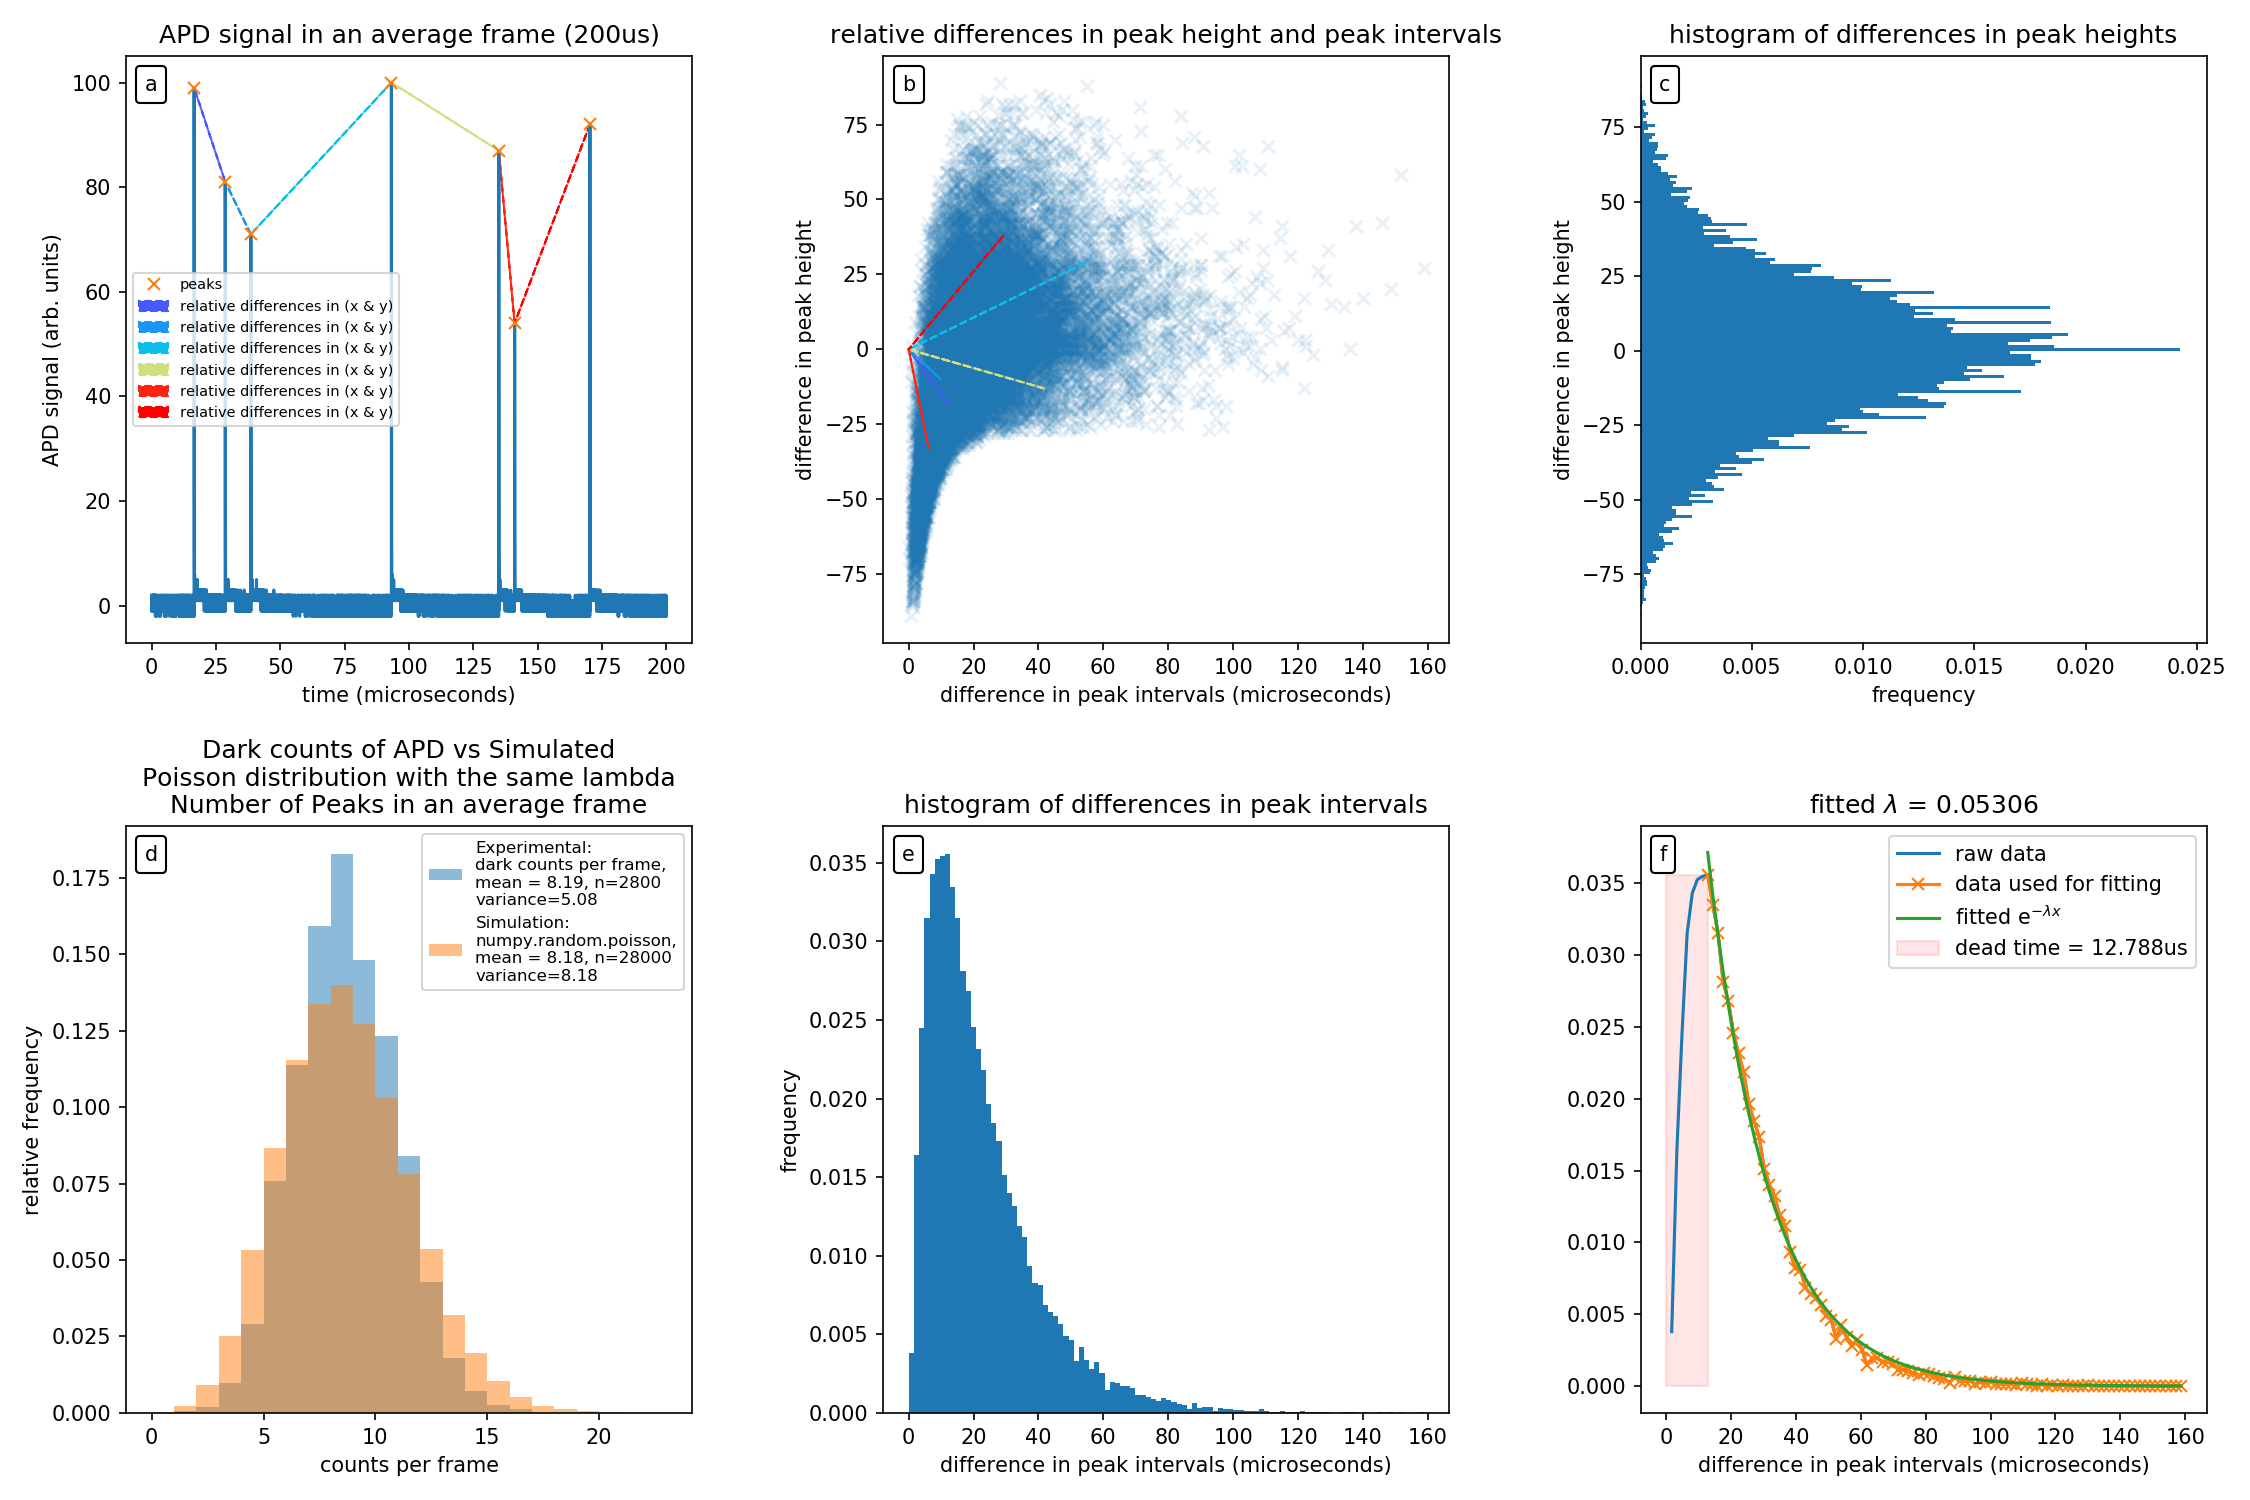 APD signal in an average frame (200us)
a
100
80
60
40
20
0
APD signal (arb. units)
peaks
relative differences in (x & y)
relative differences in (x & y)
relative differences in (x & y)
relative differences in (x & y)
relative differences in (x & y)
relative differences in (x & y)
0 25 50 75 100 125 150 175 200
time (microseconds)
relative differences in peak height and peak intervals
b
75
50
25
0
−25
−50
−75
difference in peak height
0 20 40 60 80 100 120 140 160
difference in peak intervals (microseconds)
histogram of differences in peak heights
c
75
50
25
0
−25
−50
−75
difference in peak height
0.000 0.005 0.010 0.015 0.020 0.025
frequency
Dark counts of APD vs Simulated
Poisson distribution with the same lambda
Number of Peaks in an average frame
d
Experimental:
dark counts per frame,
mean = 8.19, n=2800
variance=5.08
Simulation:
numpy.random.poisson,
mean = 8.18, n=28000
variance=8.18
0.175
0.150
0.125
0.100
0.075
0.050
0.025
0.000
relative frequency
0 5 10 15 20
counts per frame
histogram of differences in peak intervals
e
0.035
0.030
0.025
0.020
0.015
0.010
0.005
0.000
frequency
0 20 40 60 80 100 120 140 160
difference in peak intervals (microseconds)
fitted λ = 0.05306
f
raw data
data used for fitting
fitted e^{−λx}
dead time = 12.788us
0.035
0.030
0.025
0.020
0.015
0.010
0.005
0.000
0 20 40 60 80 100 120 140 160
difference in peak intervals (microseconds)